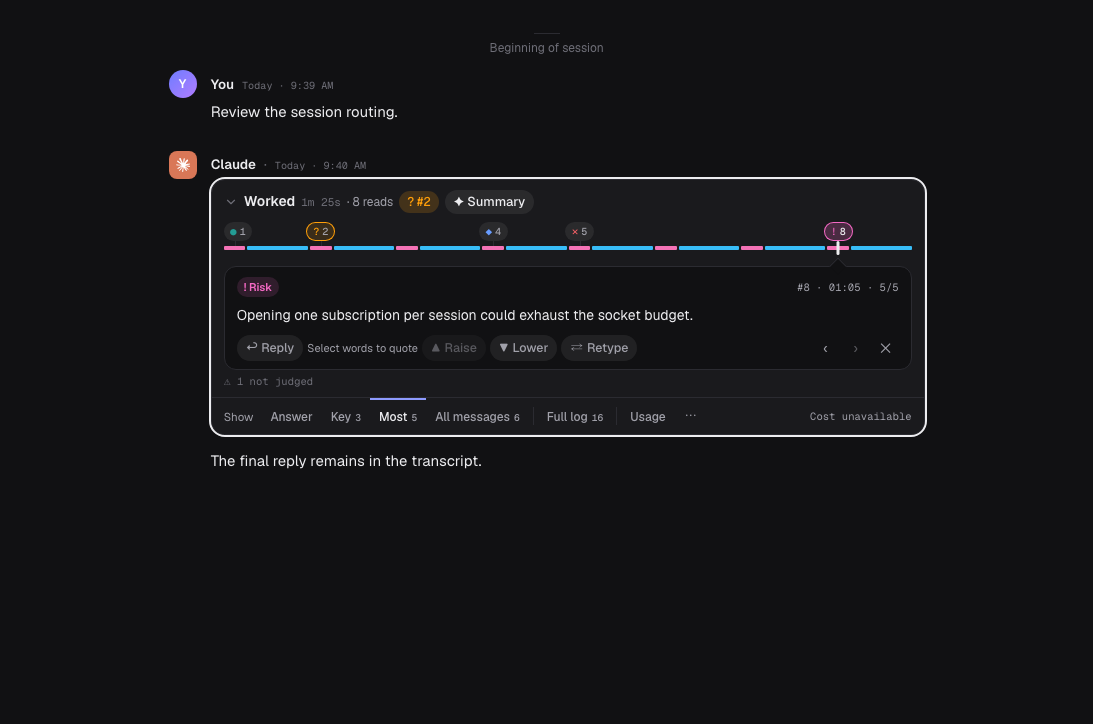 Beginning of session
Y You Today · 9:39 AM
Review the session routing.
Claude · Today · 9:40 AM
Worked 1m 25s · 8 reads ? #2 ✦ Summary
● 1 ? 2 ◆ 4 × 5 ! 8
! Risk #8 · 01:05 · 5/5
Opening one subscription per session could exhaust the socket budget.
↩ Reply Select words to quote ▲ Raise ▼ Lower ⇄ Retype ‹ › ×
⚠ 1 not judged
Show Answer Key 3 Most 5 All messages 6 Full log 16 Usage ··· Cost unavailable
The final reply remains in the transcript.